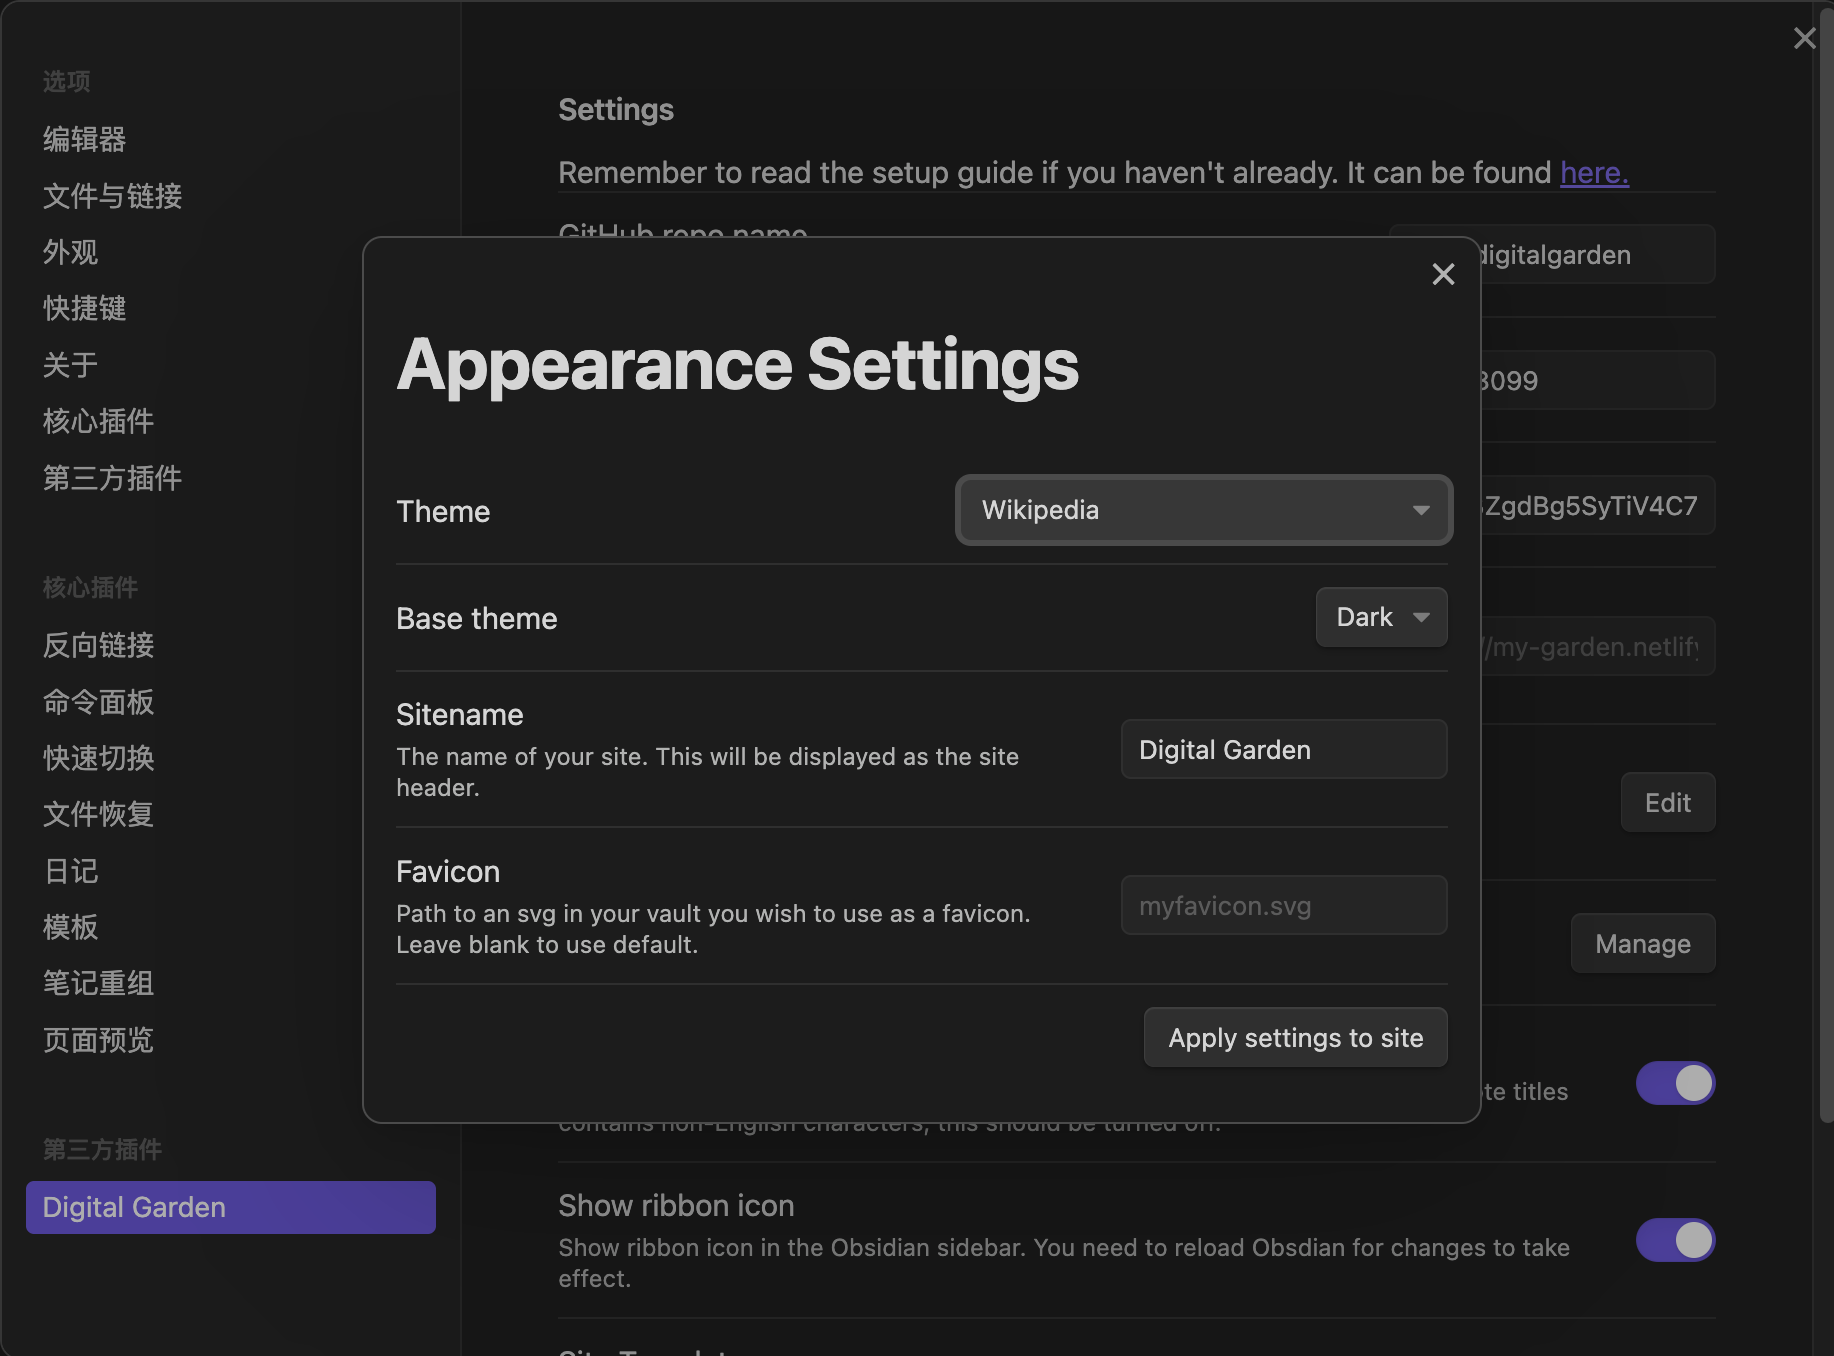 选项
编辑器
文件与链接
外观
快捷键
关于
核心插件
第三方插件
核心插件
反向链接
命令面板
快速切换
文件恢复
日记
模板
笔记重组
页面预览
第三方插件
Digital Garden
Settings
Remember to read the setup guide if you haven't already. It can be found here.
GitHub repo name
digitalgarden
3099
ZgdBg5SyTiV4C7
//my-garden.netlify
Edit
Manage
te titles
contains non-English characters, this should be turned off.
Show ribbon icon
Show ribbon icon in the Obsidian sidebar. You need to reload Obsdian for changes to take
effect.
Appearance Settings
Theme
Wikipedia
Base theme
Dark
Sitename
The name of your site. This will be displayed as the site
header.
Digital Garden
Favicon
Path to an svg in your vault you wish to use as a favicon.
Leave blank to use default.
myfavicon.svg
Apply settings to site